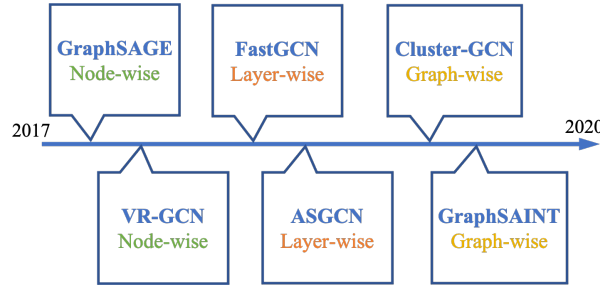 GraphSAGE
Node-wise
FastGCN
Layer-wise
Cluster-GCN
Graph-wise
2017
2020
VR-GCN
Node-wise
ASGCN
Layer-wise
GraphSAINT
Graph-wise